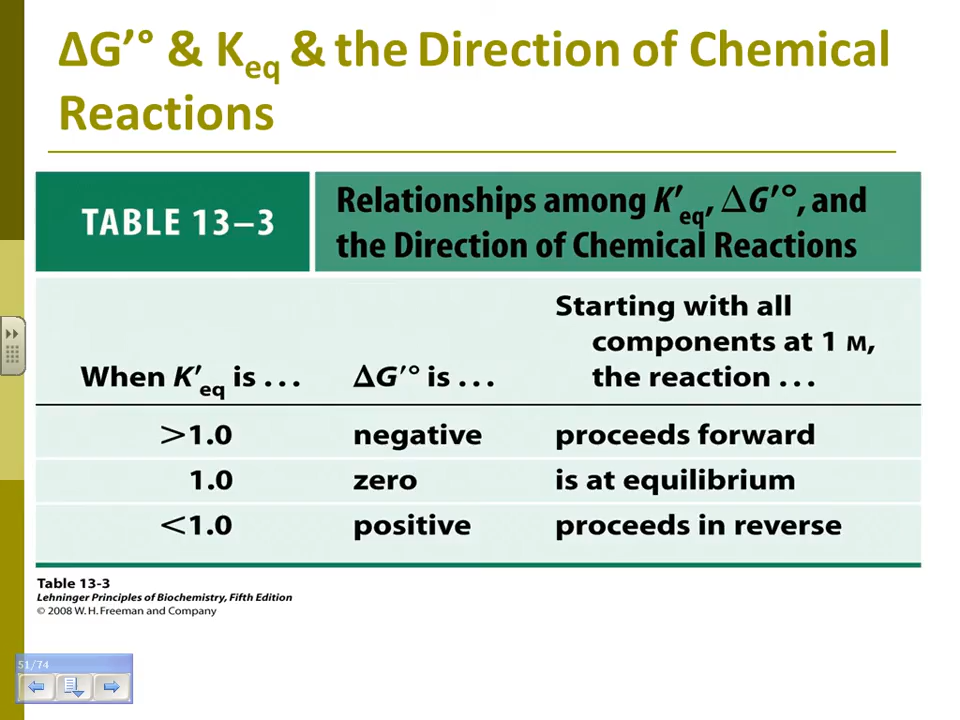 ΔG’° & Keq & the Direction of Chemical
Reactions
TABLE 13–3
Relationships among K′eq, ΔG′°, and
the Direction of Chemical Reactions
Starting with all
components at 1 M,
When K′eq is . . . ΔG′° is . . . the reaction . . .
>1.0 negative proceeds forward
1.0 zero is at equilibrium
<1.0 positive proceeds in reverse
Table 13-3
Lehninger Principles of Biochemistry, Fifth Edition
© 2008 W. H. Freeman and Company
51/74